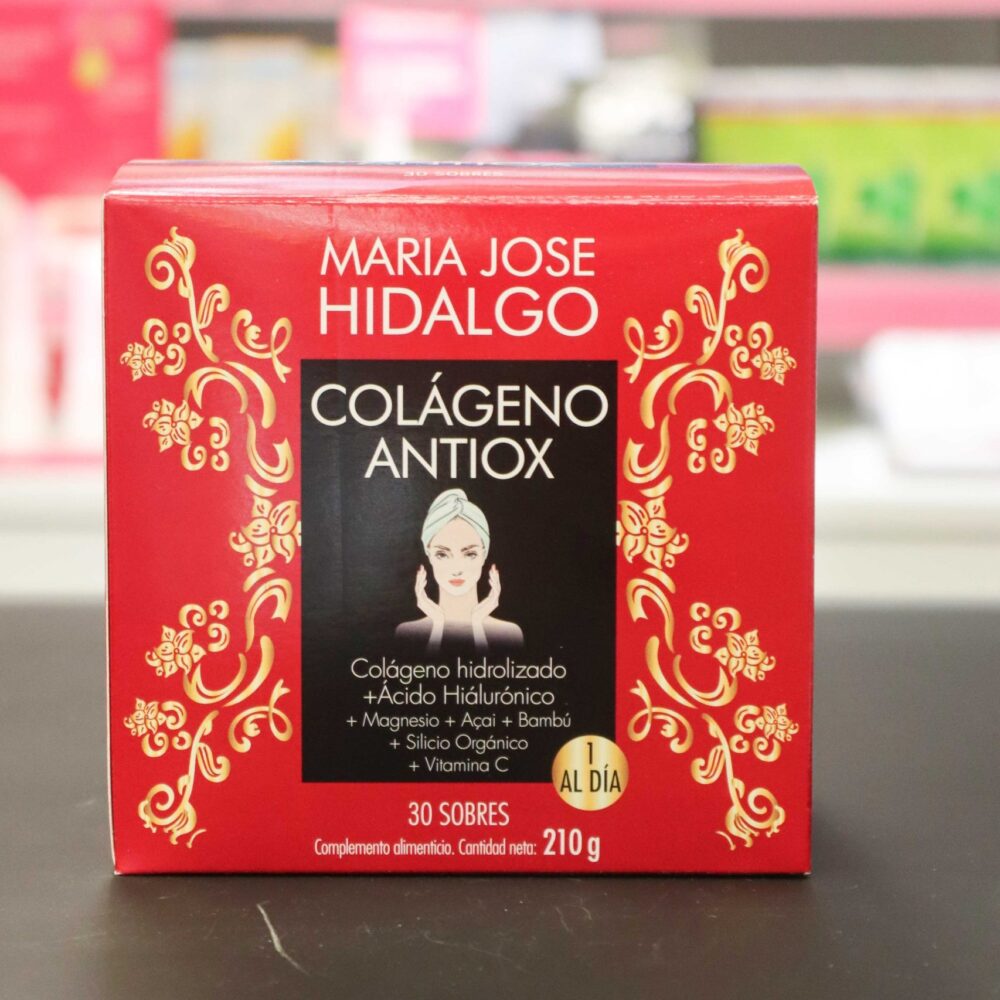 30 SOBRES
MARIA JOSE
HIDALGO
COLÁGENO
ANTIOX
Colágeno hidrolizado
+Ácido Hiálurónico
+ Magnesio + Açai + Bambú
+ Silicio Orgánico
+ Vitamina C
1
AL DÍA
30 SOBRES
Complemento alimenticio. Cantidad neta: 210 g